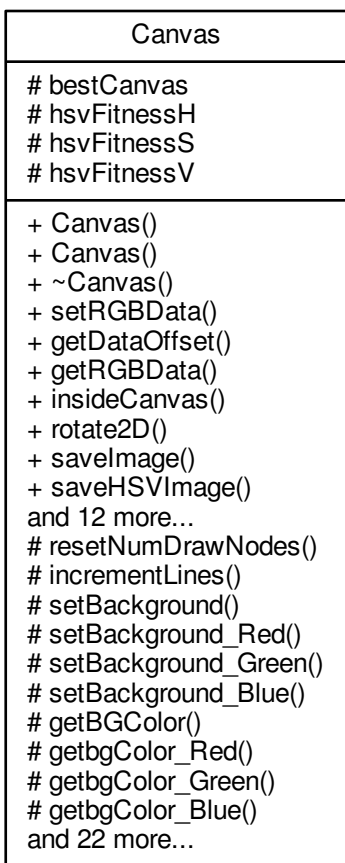 Canvas
# bestCanvas
# hsvFitnessH
# hsvFitnessS
# hsvFitnessV
+ Canvas()
+ Canvas()
+ ~Canvas()
+ setRGBData()
+ getDataOffset()
+ getRGBData()
+ insideCanvas()
+ rotate2D()
+ saveImage()
+ saveHSVImage()
and 12 more...
# resetNumDrawNodes()
# incrementLines()
# setBackground()
# setBackground_Red()
# setBackground_Green()
# setBackground_Blue()
# getBGColor()
# getbgColor_Red()
# getbgColor_Green()
# getbgColor_Blue()
and 22 more...